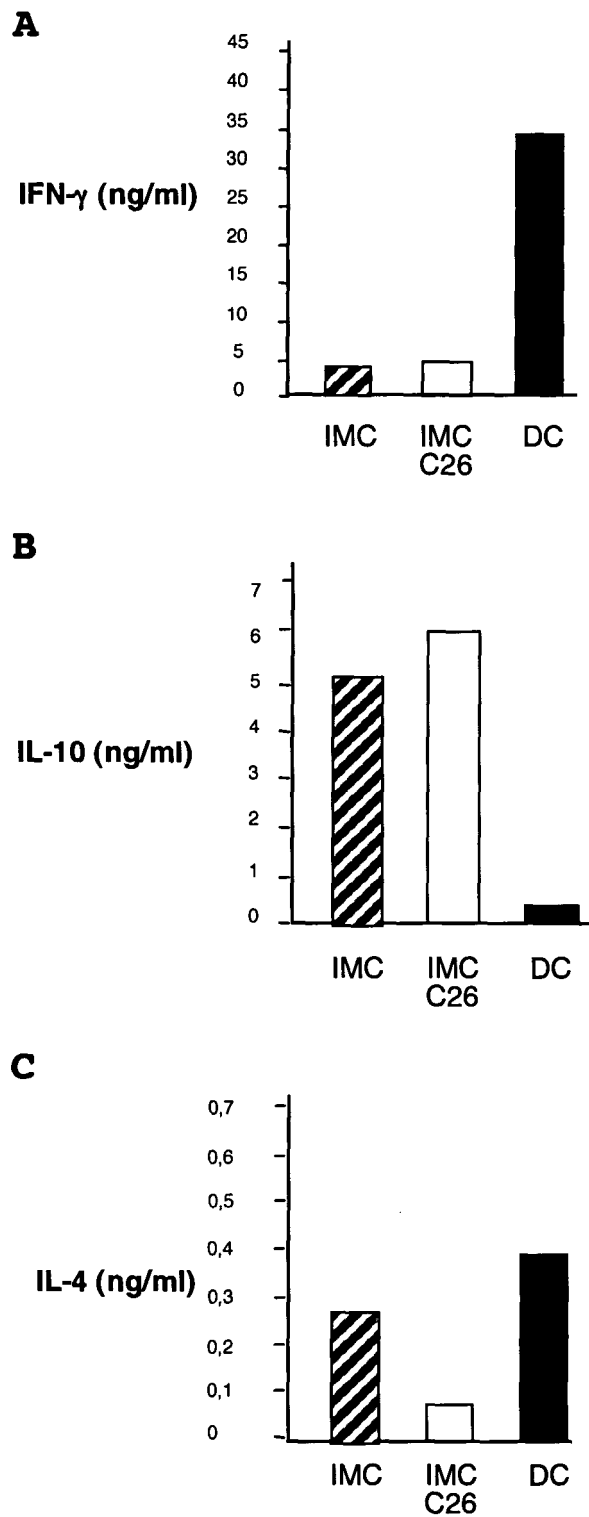 A
45
40
35
30
25
20
15
10
5
0
IFN-γ (ng/ml)
IMC
IMC
C26
DC
B
7
6
5
4
3
2
1
0
IL-10 (ng/ml)
IMC
IMC
C26
DC
C
0,7
0,6
0,5
0,4
0,3
0,2
0,1
0
IL-4 (ng/ml)
IMC
IMC
C26
DC